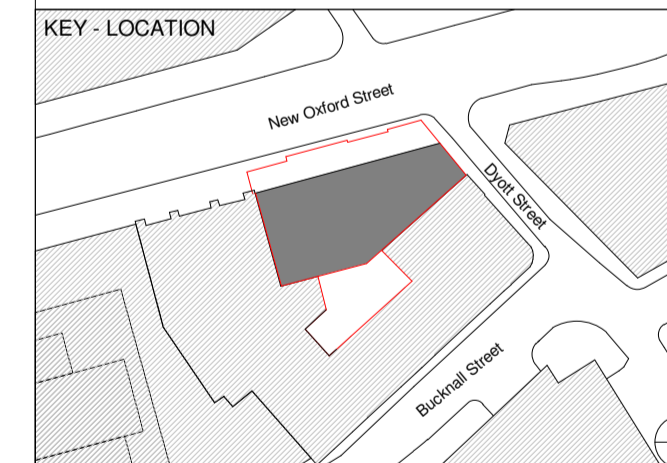 KEY - LOCATION
New Oxford Street
Dyott Street
Bucknall Street